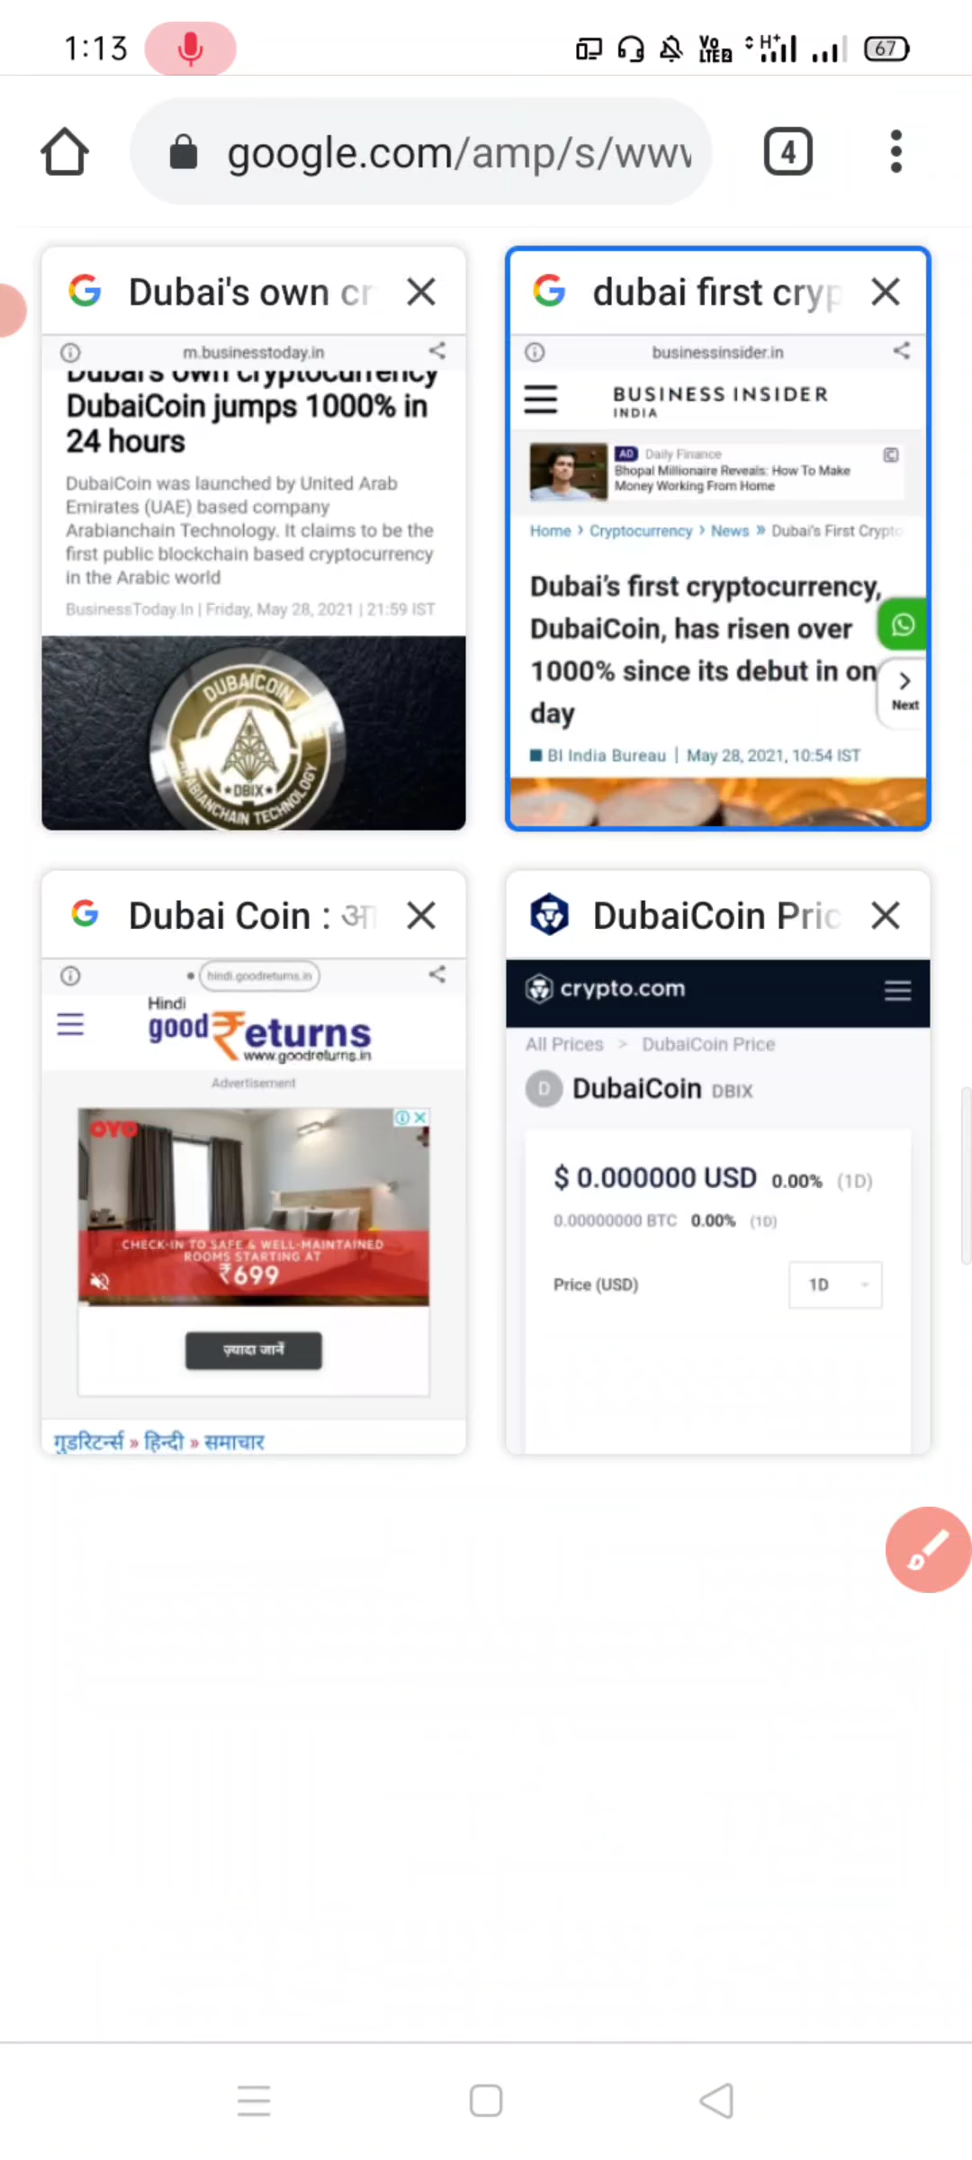 1:13
Vo
LTE2
H+
67
google.com/amp/s/www
4
Dubai's own cr
m.businesstoday.in
Dubai's own cryptocurrency
DubaiCoin jumps 1000% in
24 hours
DubaiCoin was launched by United Arab
Emirates (UAE) based company
Arabianchain Technology. It claims to be the
first public blockchain based cryptocurrency
in the Arabic world
BusinessToday.In | Friday, May 28, 2021 | 21:59 IST
DUBAICOIN
DBIX
ARABIANCHAIN TECHNOLOGY
dubai first cryp
businessinsider.in
BUSINESS INSIDER
INDIA
AD Daily Finance
Bhopal Millionaire Reveals: How To Make
Money Working From Home
Home > Cryptocurrency > News » Dubai's First Crypto
Dubai's first cryptocurrency,
DubaiCoin, has risen over
1000% since its debut in on
day
Next
BI India Bureau | May 28, 2021, 10:54 IST
Dubai Coin : आ
hindi.goodreturns.in
Hindi
good₹eturns
www.goodreturns.in
Advertisement
OYO
CHECK-IN TO SAFE & WELL-MAINTAINED
ROOMS STARTING AT
₹699
ज़्यादा जानें
गुडरिटर्न्स » हिन्दी » समाचार
DubaiCoin Pric
crypto.com
All Prices > DubaiCoin Price
D DubaiCoin DBIX
$ 0.000000 USD 0.00% (1D)
0.00000000 BTC 0.00% (1D)
Price (USD) 1D